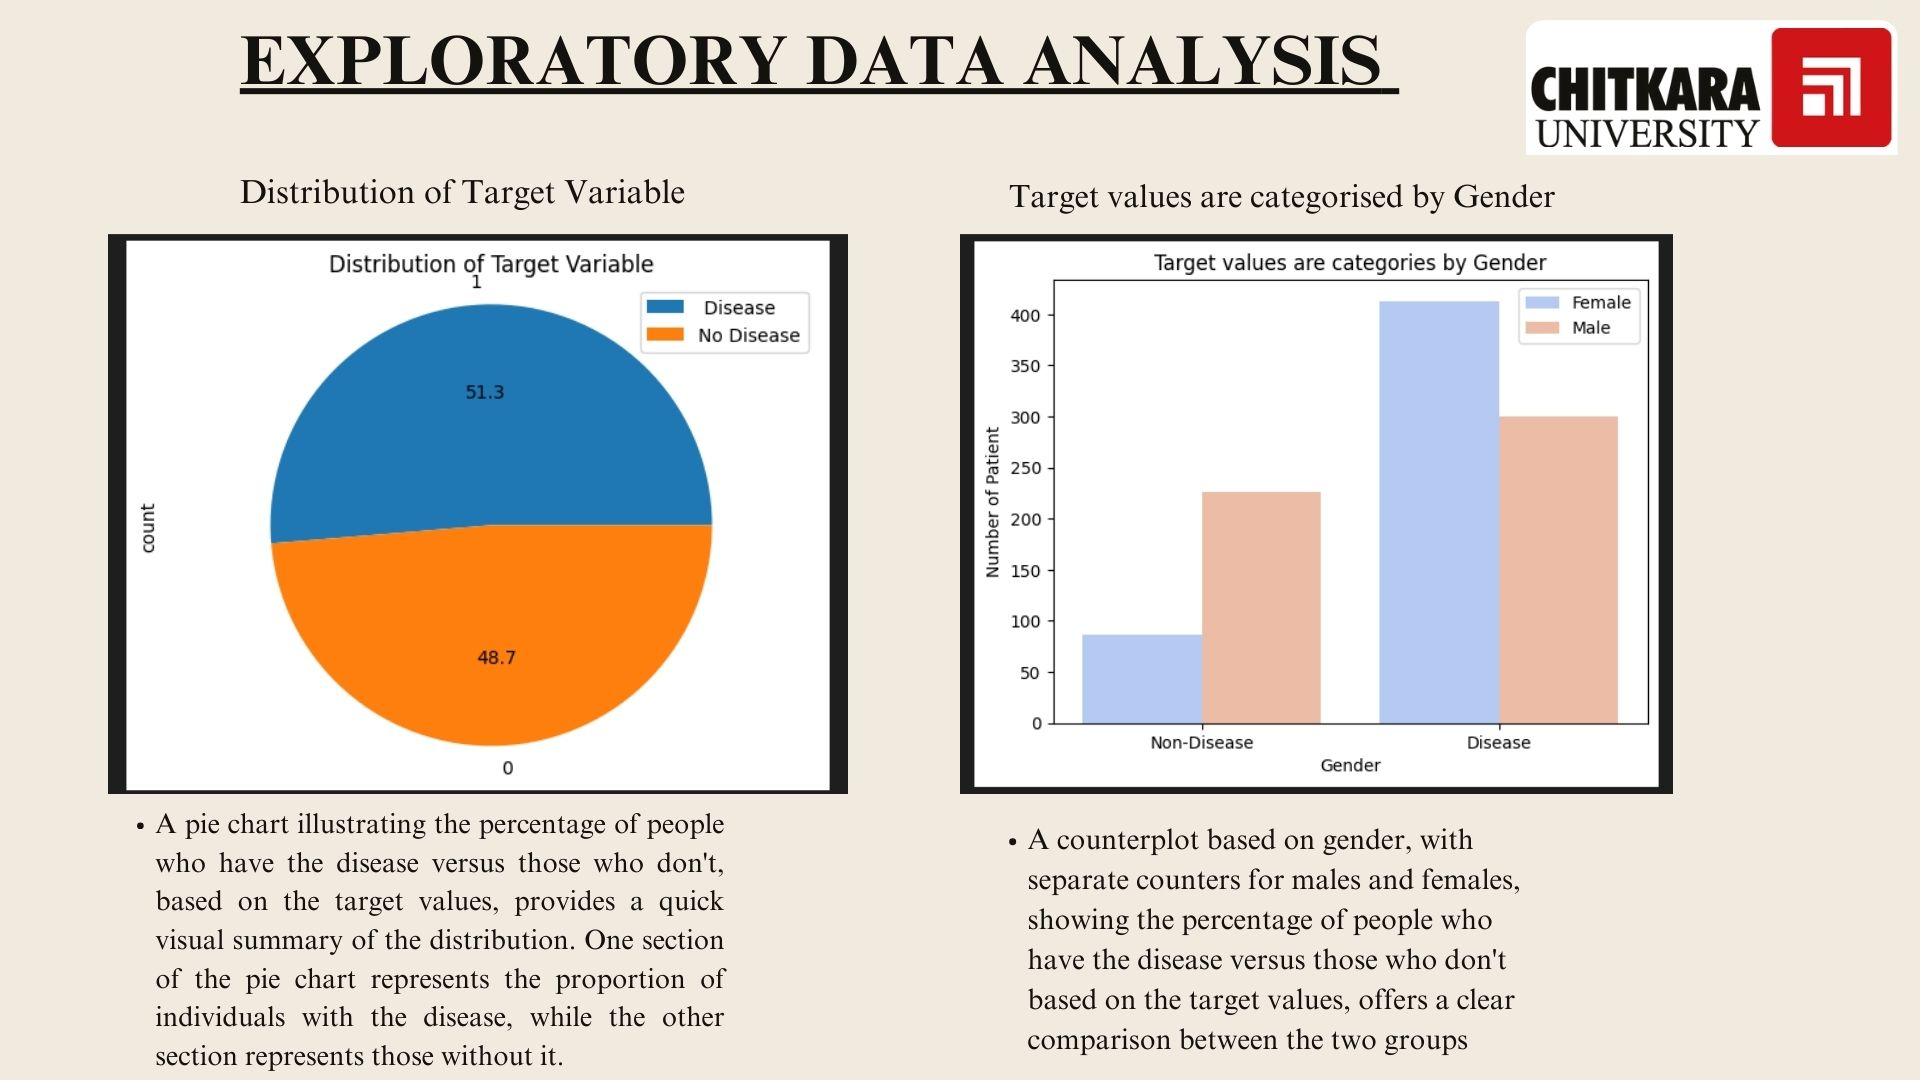 EXPLORATORY DATA ANALYSIS
CHITKARA
UNIVERSITY
Distribution of Target Variable
Distribution of Target Variable
1
Disease
No Disease
51.3
count
48.7
0
A pie chart illustrating the percentage of people
who have the disease versus those who don't,
based on the target values, provides a quick
visual summary of the distribution. One section
of the pie chart represents the proportion of
individuals with the disease, while the other
section represents those without it.
Target values are categorised by Gender
Target values are categories by Gender
Female
Male
400
350
300
250
200
150
100
50
0
Number of Patient
Non-Disease
Disease
Gender
A counterplot based on gender, with
separate counters for males and females,
showing the percentage of people who
have the disease versus those who don't
based on the target values, offers a clear
comparison between the two groups